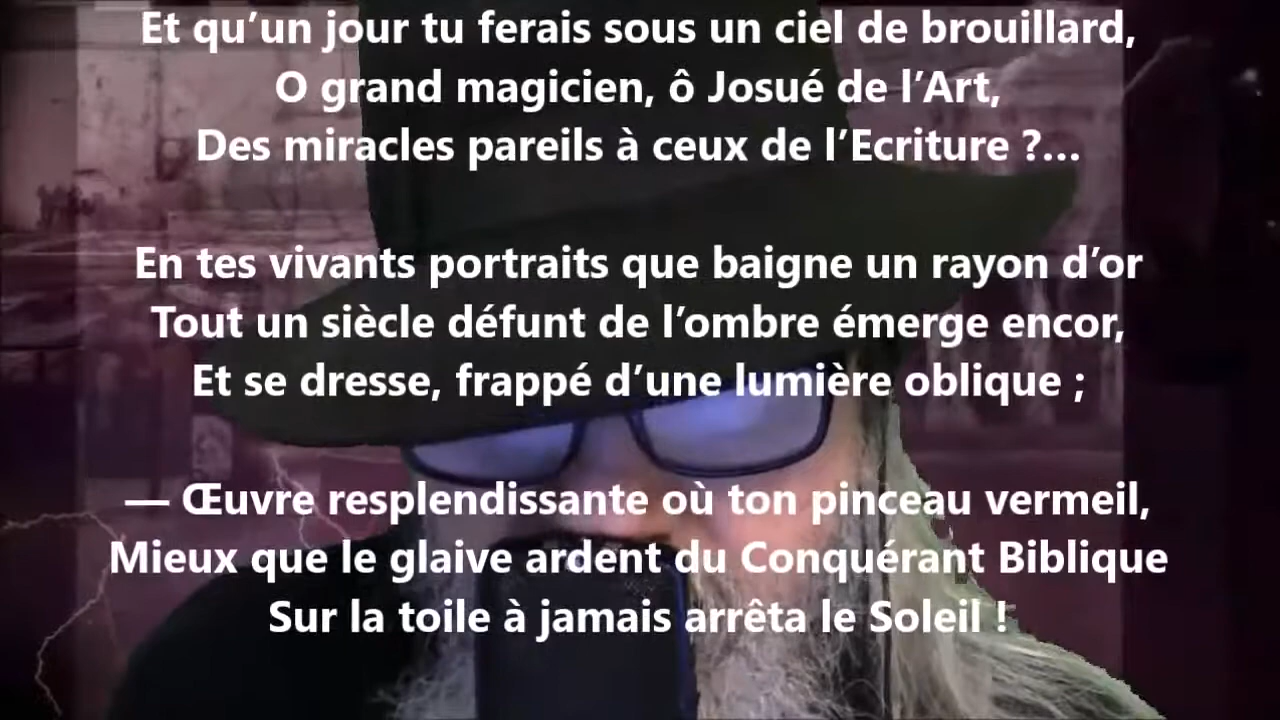 Et qu’un jour tu ferais sous un ciel de brouillard,
O grand magicien, ô Josué de l’Art,
Des miracles pareils à ceux de l’Ecriture ?...
En tes vivants portraits que baigne un rayon d’or
Tout un siècle défunt de l’ombre émerge encor,
Et se dresse, frappé d’une lumière oblique ;
— Œuvre resplendissante où ton pinceau vermeil,
Mieux que le glaive ardent du Conquérant Biblique
Sur la toile à jamais arrêta le Soleil !